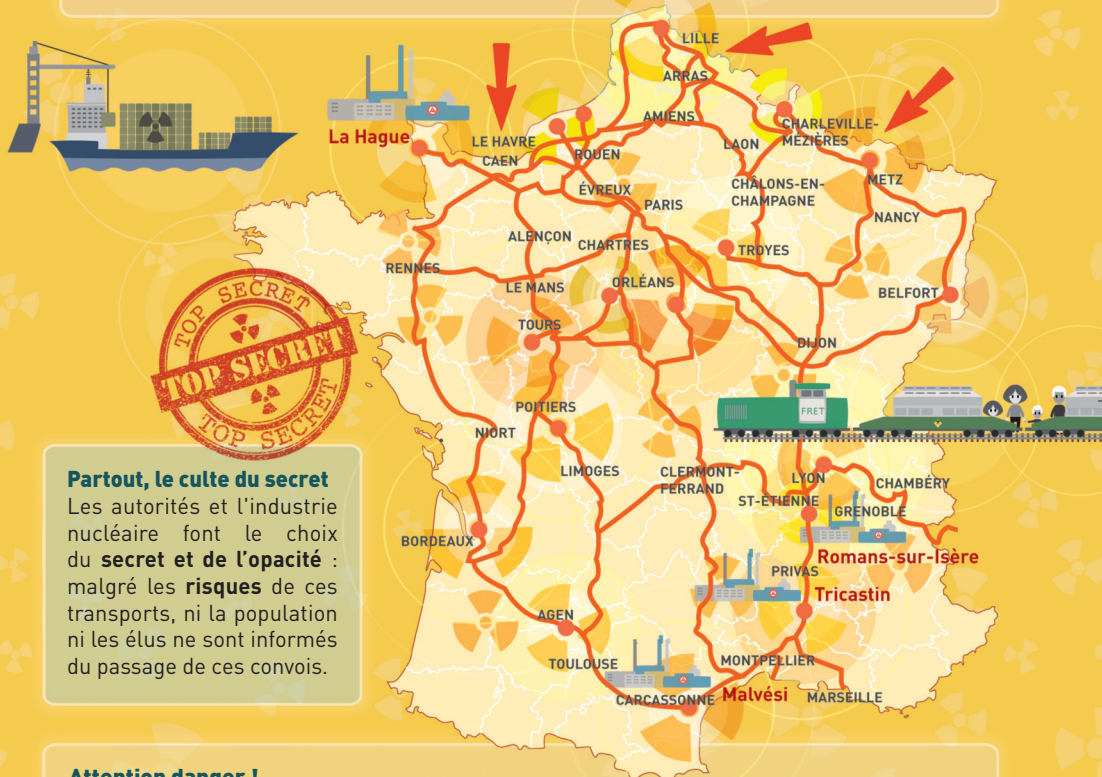 LILLE
ARRAS
La Hague
AMIENS
CHARLEVILLE-
MÉZIÈRES
LE HAVRE
LAON
CAEN
ROUEN
METZ
ÉVREUX
CHÂLONS-EN-
CHAMPAGNE
PARIS
NANCY
ALENÇON
CHARTRES
TROYES
RENNES
LE MANS
ORLÉANS
BELFORT
TOP SECRET
TOP SECRET
TOP SECRET
TOURS
DIJON
POITIERS
FRET
NIORT
LIMOGES
CLERMONT-
FERRAND
LYON
CHAMBÉRY
ST-ETIENNE
GRENOBLE
BORDEAUX
Romans-sur-Isère
PRIVAS
Tricastin
AGEN
TOULOUSE
MONTPELLIER
CARCASSONNE
Malvési
MARSEILLE
Partout, le culte du secret
Les autorités et l'industrie
nucléaire font le choix
du secret et de l'opacité :
malgré les risques de ces
transports, ni la population
ni les élus ne sont informés
du passage de ces convois.
Attention danger !